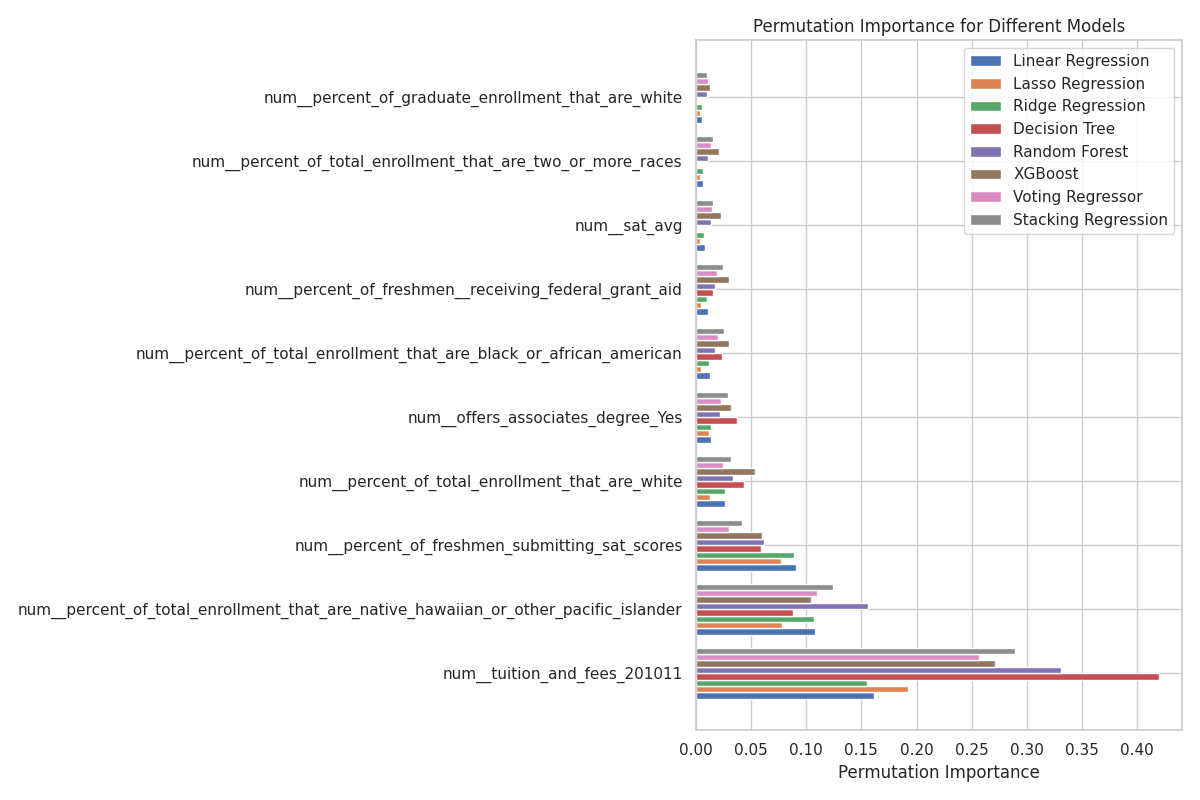 Permutation Importance for Different Models
Linear Regression
Lasso Regression
Ridge Regression
Decision Tree
Random Forest
XGBoost
Voting Regressor
Stacking Regression
num__percent_of_graduate_enrollment_that_are_white
num__percent_of_total_enrollment_that_are_two_or_more_races
num__sat_avg
num__percent_of_freshmen__receiving_federal_grant_aid
num__percent_of_total_enrollment_that_are_black_or_african_american
num__offers_associates_degree_Yes
num__percent_of_total_enrollment_that_are_white
num__percent_of_freshmen_submitting_sat_scores
num__percent_of_total_enrollment_that_are_native_hawaiian_or_other_pacific_islander
num__tuition_and_fees_201011
0.00 0.05 0.10 0.15 0.20 0.25 0.30 0.35 0.40
Permutation Importance